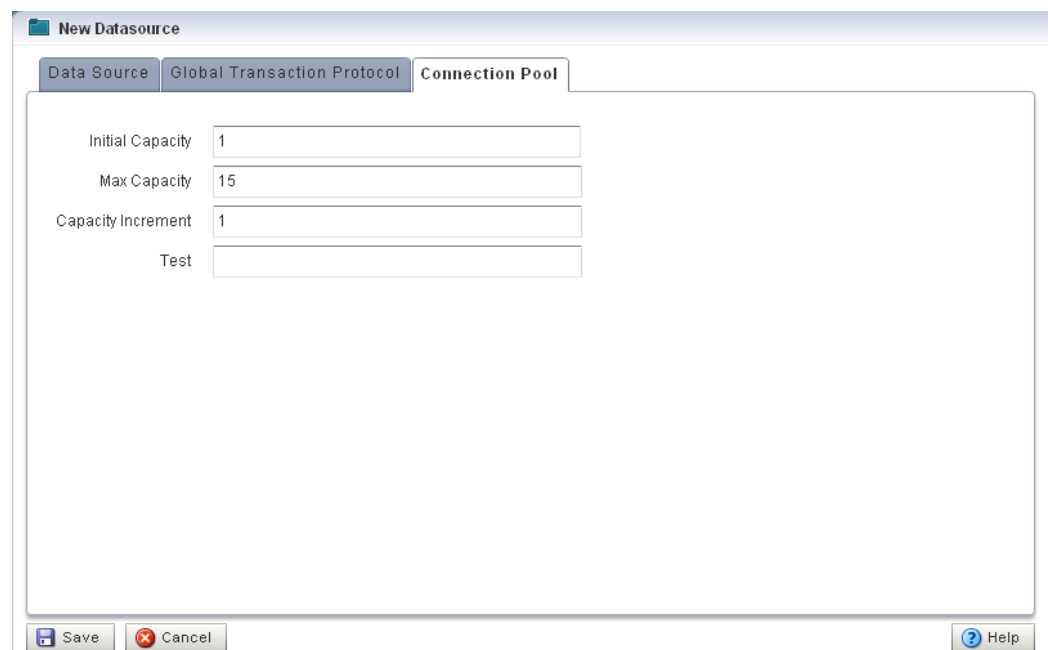 New Datasource
Data Source Global Transaction Protocol Connection Pool
Initial Capacity 1
Max Capacity 15
Capacity Increment 1
Test
Save Cancel Help